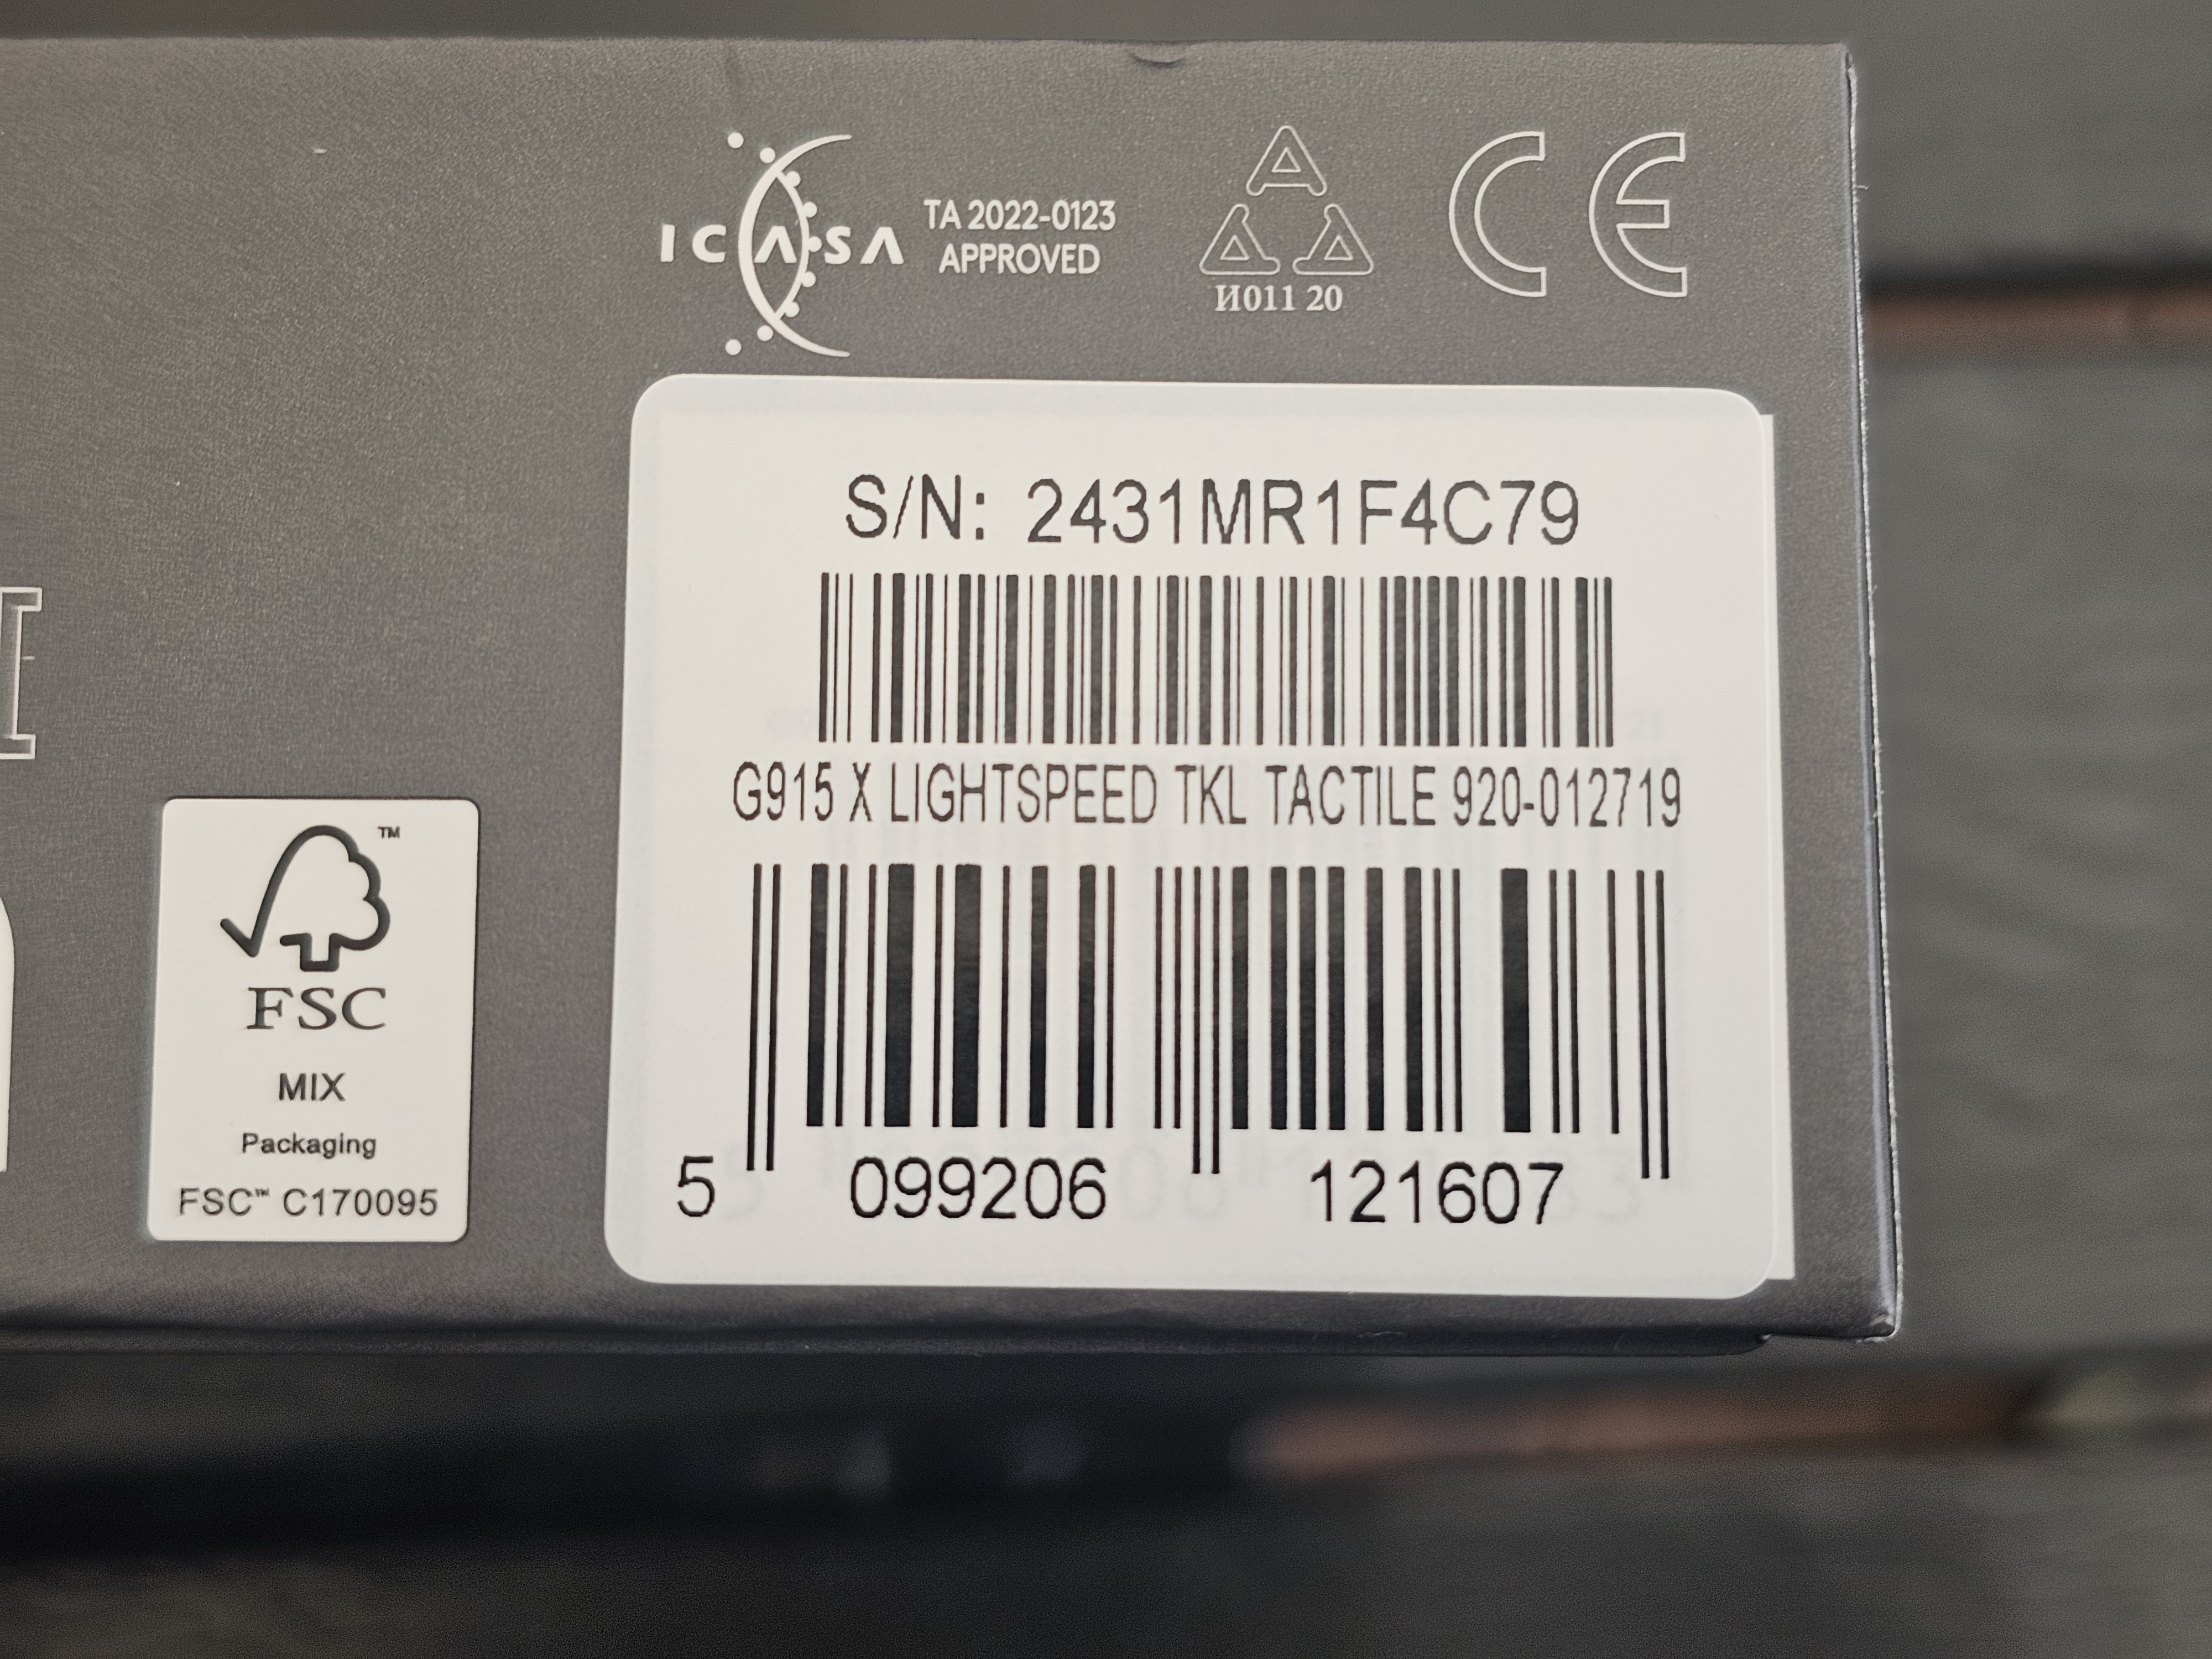 ICASA
TA 2022-0123
APPROVED
И011 20
CE
S/N: 2431MR1F4C79
G915 X LIGHTSPEED TKL TACTILE 920-012719
5 099206 121607
™
FSC
MIX
Packaging
FSC™ C170095